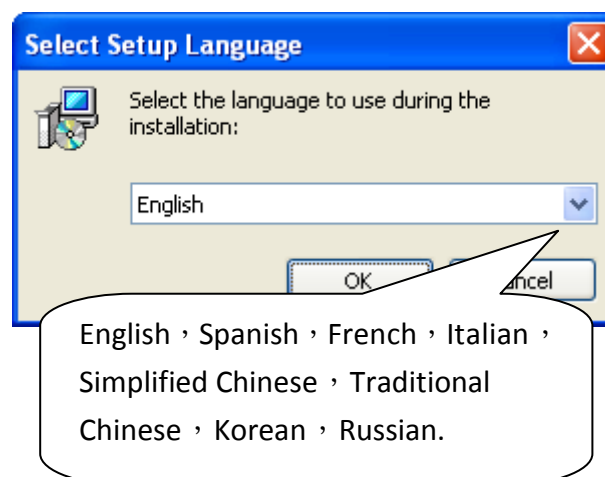 Select Setup Language
Select the language to use during the
installation:
English
OK Cancel
English，Spanish，French，Italian，
Simplified Chinese，Traditional
Chinese，Korean，Russian.